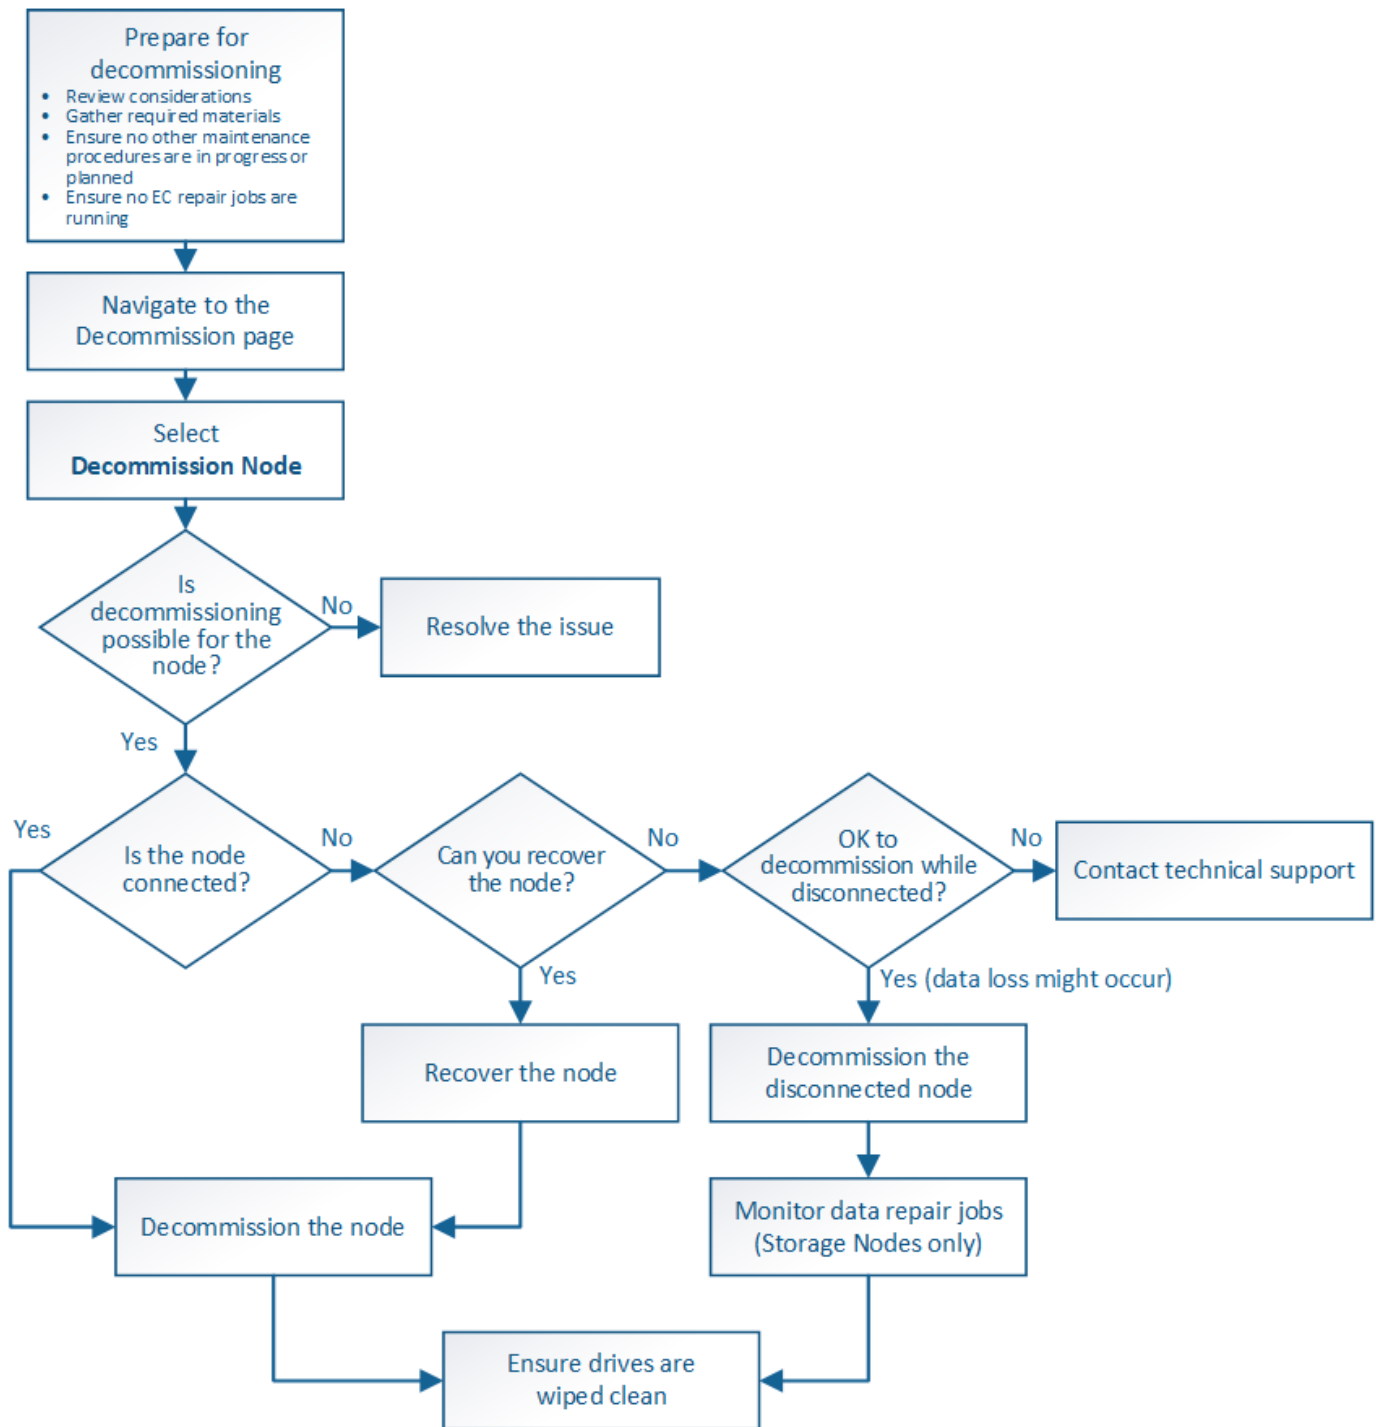 Prepare for
decommissioning
• Review considerations
• Gather required materials
• Ensure no other maintenance
procedures are in progress or
planned
• Ensure no EC repair jobs are
running
Navigate to the
Decommission page
Select
Decommission Node
Is
decommissioning
possible for the
node?
No
Resolve the issue
Yes
Yes
Is the node
connected?
No
Can you recover
the node?
No
OK to
decommission while
disconnected?
No
Contact technical support
Yes
Yes (data loss might occur)
Recover the node
Decommission the
disconnected node
Decommission the node
Monitor data repair jobs
(Storage Nodes only)
Ensure drives are
wiped clean